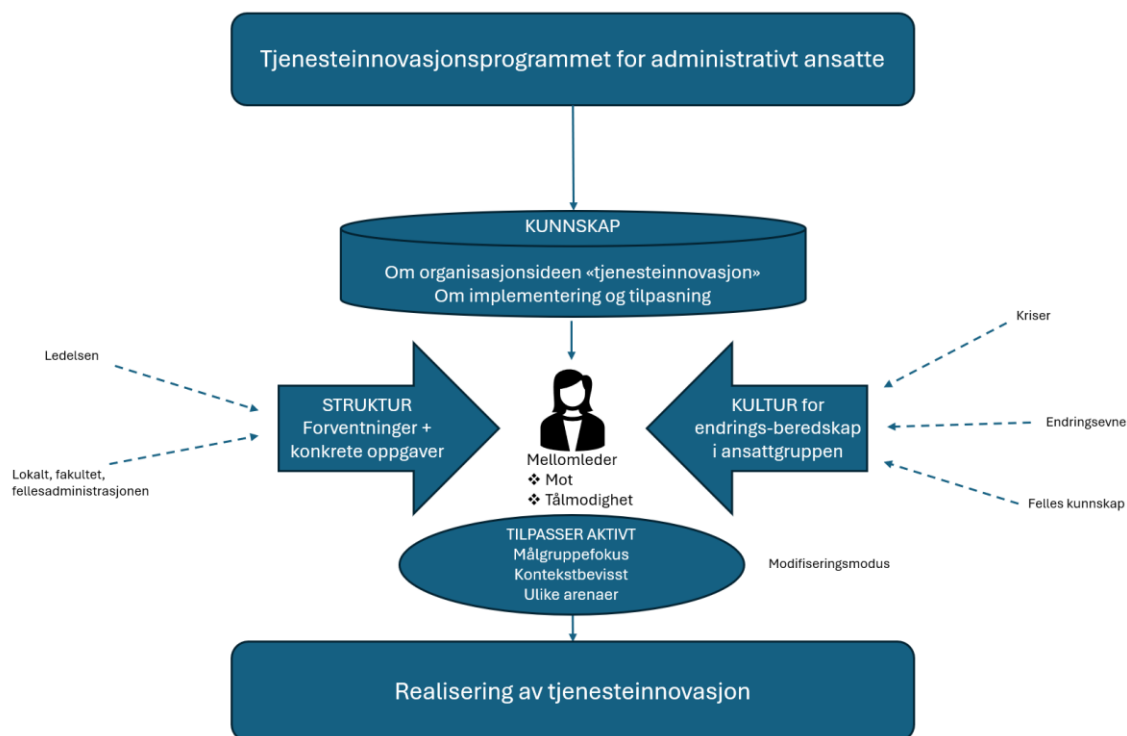 Tjenesteinnovasjonsprogrammet for administrativt ansatte
KUNNSKAP
Om organisasjonsideen «tjenesteinnovasjon»
Om implementering og tilpasning
Ledelsen
Lokalt, fakultet,
fellesadministrasjonen
STRUKTUR
Forventninger +
konkrete oppgaver
Mellomleder
❖ Mot
❖ Tålmodighet
KULTUR for
endrings-beredskap
i ansattgruppen
Kriser
Endringsevne
Felles kunnskap
TILPASSER AKTIVT
Målgruppefokus
Kontekstbevisst
Ulike arenaer
Modifiseringsmodus
Realisering av tjenesteinnovasjon